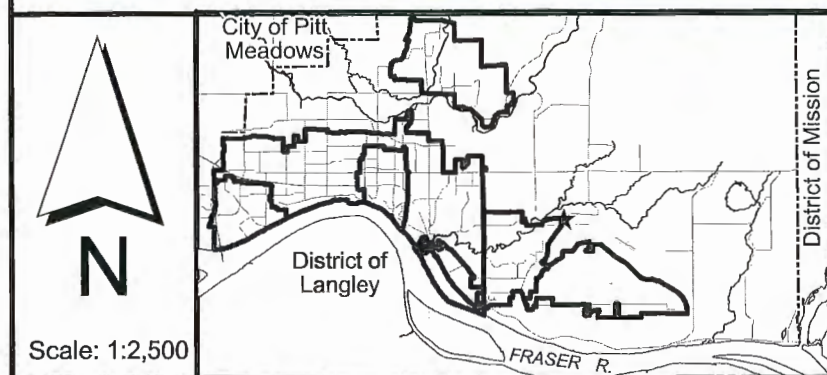 City of Pitt
Meadows
District of Mission
District of
Langley
FRASER R.
N
Scale: 1:2,500